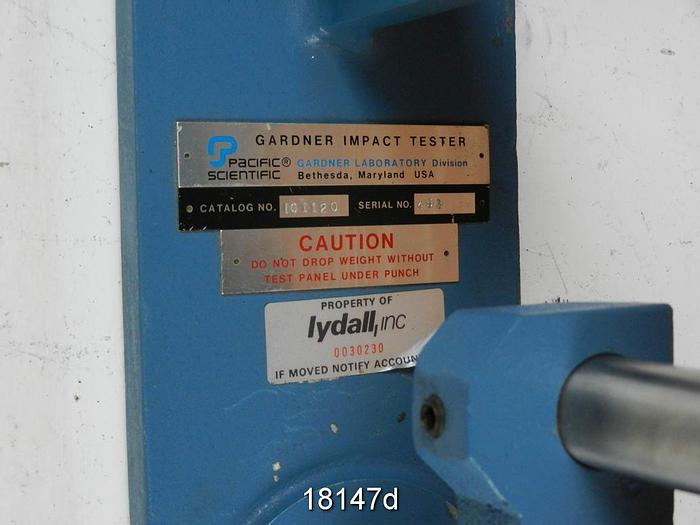 GARDNER IMPACT TESTER
PACIFIC® SCIENTIFIC
GARDNER LABORATORY Division
Bethesda, Maryland USA
CATALOG NO. IG1120 SERIAL NO.
CAUTION
DO NOT DROP WEIGHT WITHOUT
TEST PANEL UNDER PUNCH
PROPERTY OF
lydall, inc
0030230
IF MOVED NOTIFY
18147d